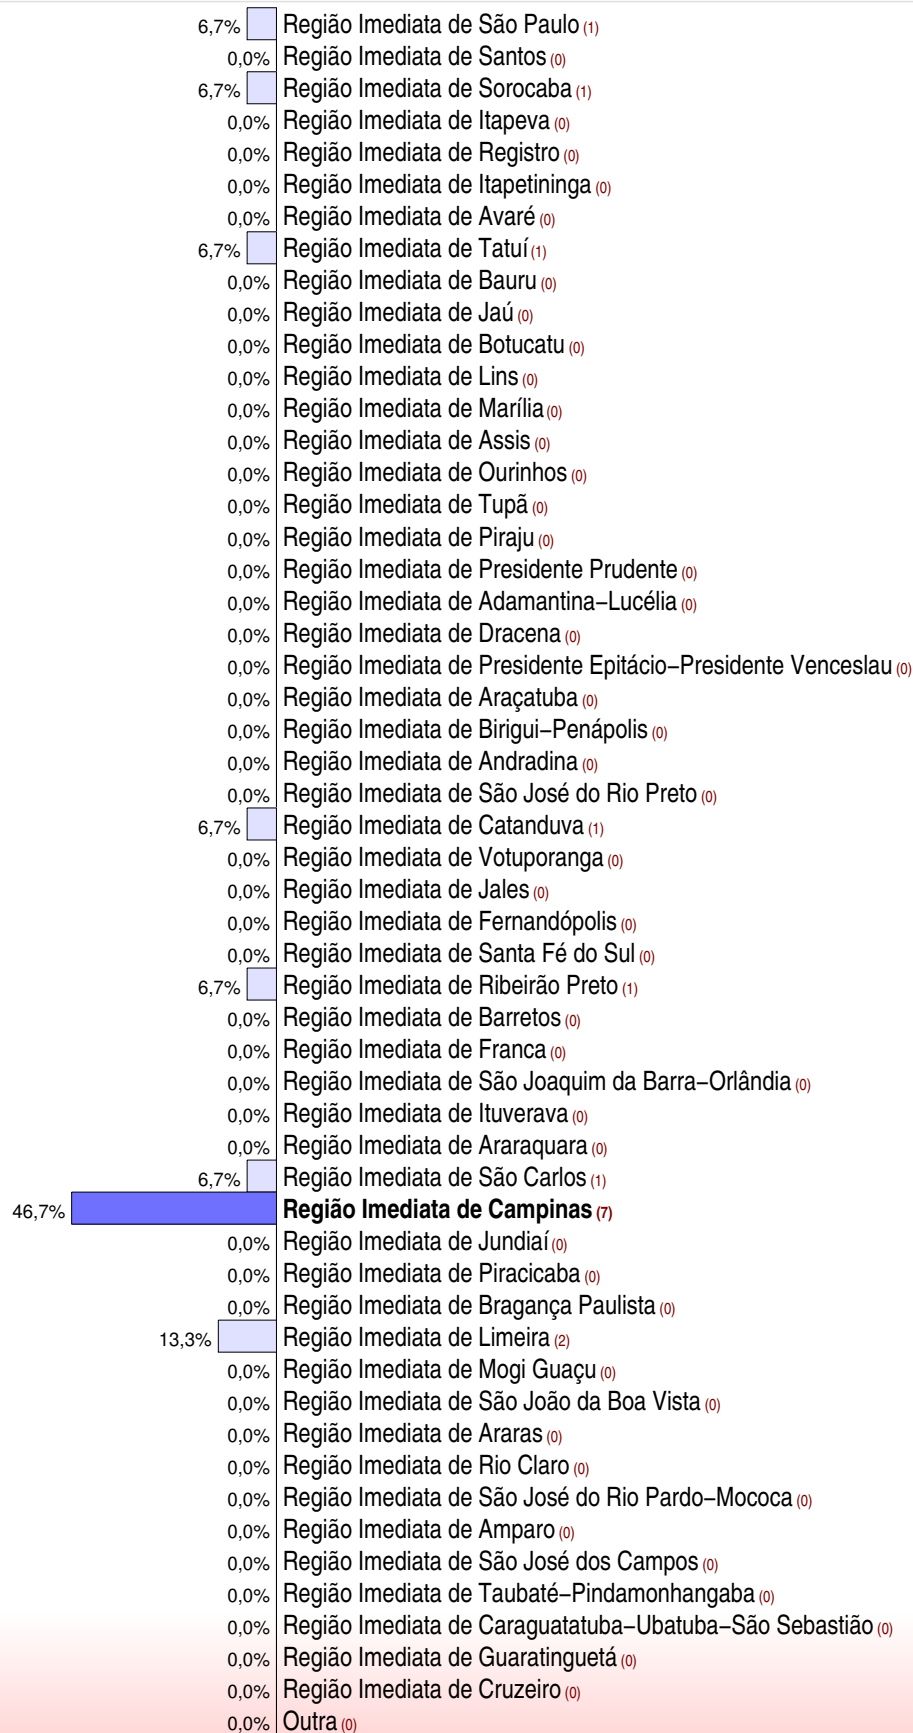 6,7% Região Imediata de São Paulo (1)
0,0% Região Imediata de Santos (0)
6,7% Região Imediata de Sorocaba (1)
0,0% Região Imediata de Itapeva (0)
0,0% Região Imediata de Registro (0)
0,0% Região Imediata de Itapetininga (0)
0,0% Região Imediata de Avaré (0)
6,7% Região Imediata de Tatuí (1)
0,0% Região Imediata de Bauru (0)
0,0% Região Imediata de Jaú (0)
0,0% Região Imediata de Botucatu (0)
0,0% Região Imediata de Lins (0)
0,0% Região Imediata de Marília (0)
0,0% Região Imediata de Assis (0)
0,0% Região Imediata de Ourinhos (0)
0,0% Região Imediata de Tupã (0)
0,0% Região Imediata de Piraju (0)
0,0% Região Imediata de Presidente Prudente (0)
0,0% Região Imediata de Adamantina−Lucélia (0)
0,0% Região Imediata de Dracena (0)
0,0% Região Imediata de Presidente Epitácio−Presidente Venceslau (0)
0,0% Região Imediata de Araçatuba (0)
0,0% Região Imediata de Birigui−Penápolis (0)
0,0% Região Imediata de Andradina (0)
0,0% Região Imediata de São José do Rio Preto (0)
6,7% Região Imediata de Catanduva (1)
0,0% Região Imediata de Votuporanga (0)
0,0% Região Imediata de Jales (0)
0,0% Região Imediata de Fernandópolis (0)
0,0% Região Imediata de Santa Fé do Sul (0)
6,7% Região Imediata de Ribeirão Preto (1)
0,0% Região Imediata de Barretos (0)
0,0% Região Imediata de Franca (0)
0,0% Região Imediata de São Joaquim da Barra−Orlândia (0)
0,0% Região Imediata de Ituverava (0)
0,0% Região Imediata de Araraquara (0)
6,7% Região Imediata de São Carlos (1)
46,7% Região Imediata de Campinas (7)
0,0% Região Imediata de Jundiaí (0)
0,0% Região Imediata de Piracicaba (0)
0,0% Região Imediata de Bragança Paulista (0)
13,3% Região Imediata de Limeira (2)
0,0% Região Imediata de Mogi Guaçu (0)
0,0% Região Imediata de São João da Boa Vista (0)
0,0% Região Imediata de Araras (0)
0,0% Região Imediata de Rio Claro (0)
0,0% Região Imediata de São José do Rio Pardo−Mococa (0)
0,0% Região Imediata de Amparo (0)
0,0% Região Imediata de São José dos Campos (0)
0,0% Região Imediata de Taubaté−Pindamonhangaba (0)
0,0% Região Imediata de Caraguatatuba−Ubatuba−São Sebastião (0)
0,0% Região Imediata de Guaratinguetá (0)
0,0% Região Imediata de Cruzeiro (0)
0,0% Outra (0)